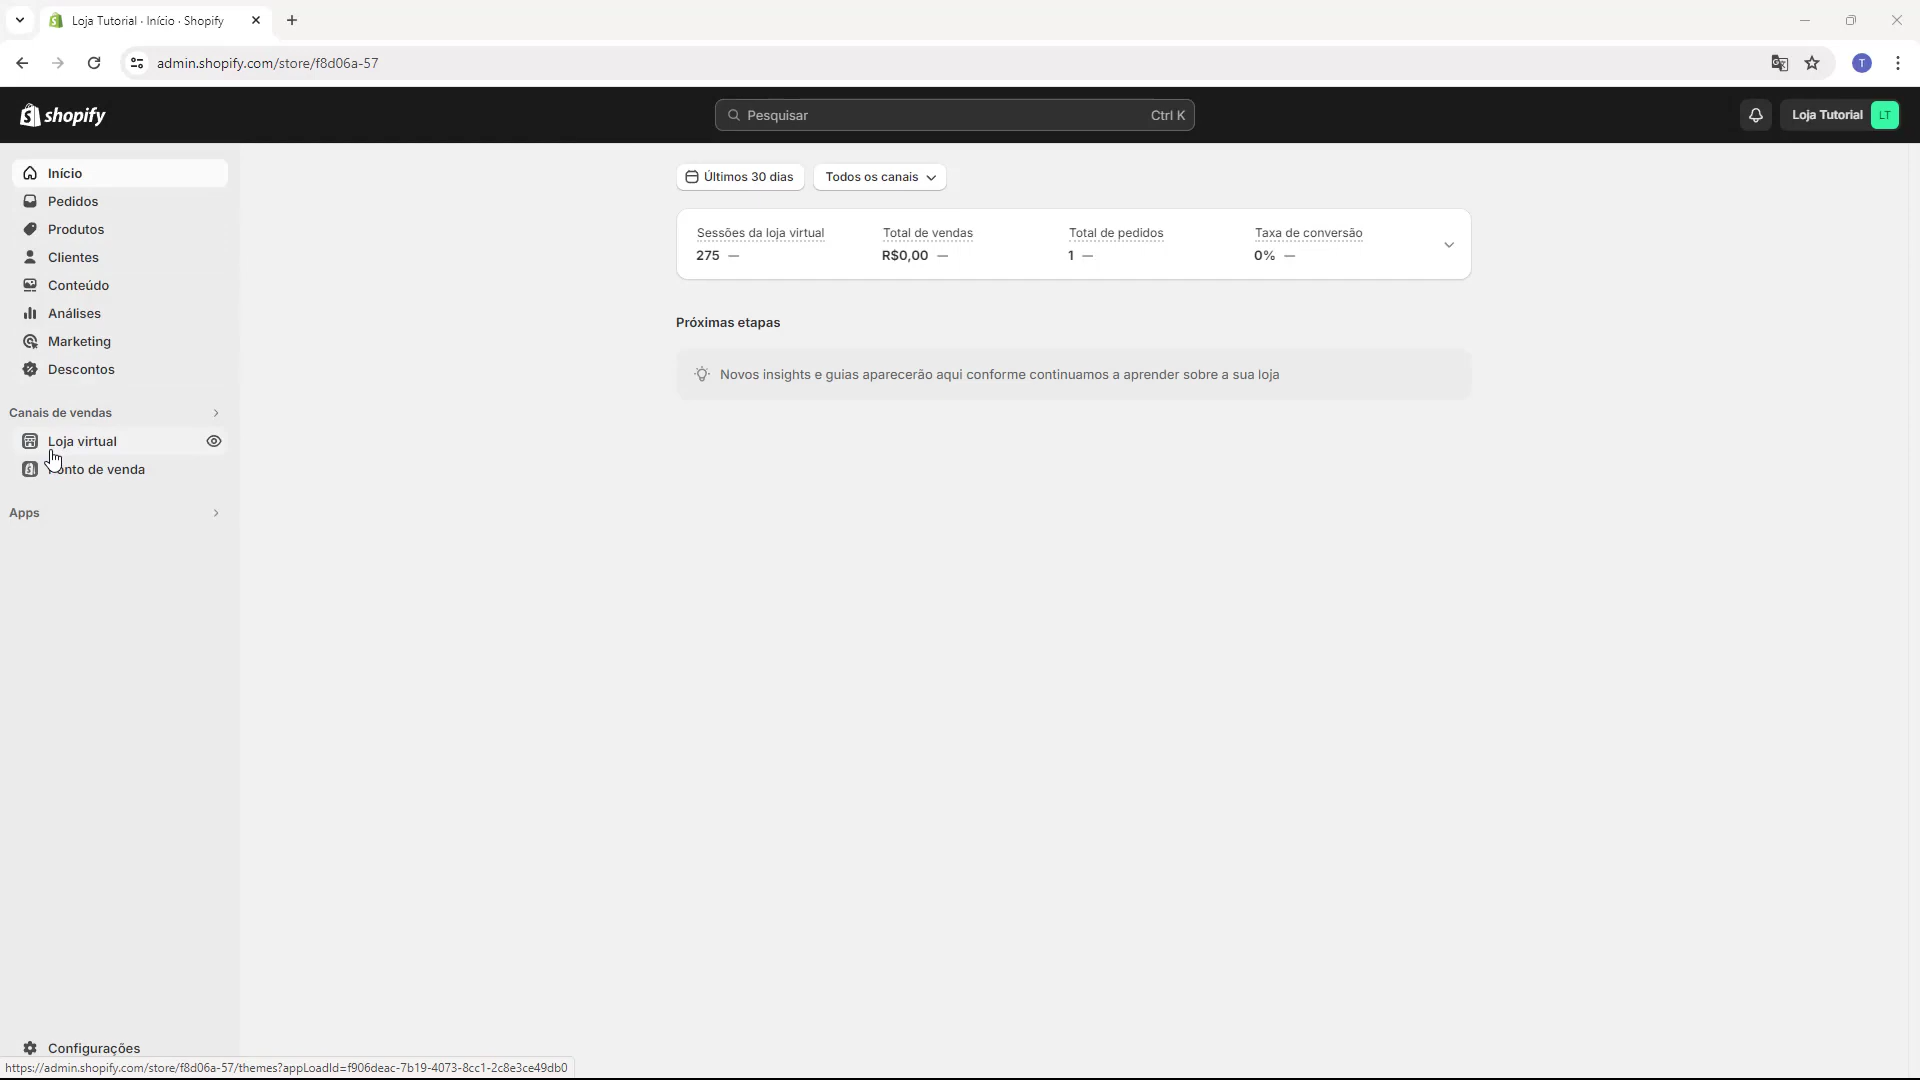 Loja Tutorial · Início · Shopify
admin.shopify.com/store/f8d06a-57
T
shopify
Pesquisar
Ctrl K
Loja Tutorial
LT
Início
Pedidos
Produtos
Clientes
Conteúdo
Análises
Marketing
Descontos
Canais de vendas
Loja virtual
onto de venda
Apps
Configurações
Últimos 30 dias
Todos os canais
Sessões da loja virtual
275 —
Total de vendas
R$0,00 —
Total de pedidos
1 —
Taxa de conversão
0% —
Próximas etapas
Novos insights e guias aparecerão aqui conforme continuamos a aprender sobre a sua loja
https://admin.shopify.com/store/f8d06a-57/themes?appLoadId=f906deac-7b19-4073-8cc1-2c8e3ce49db0